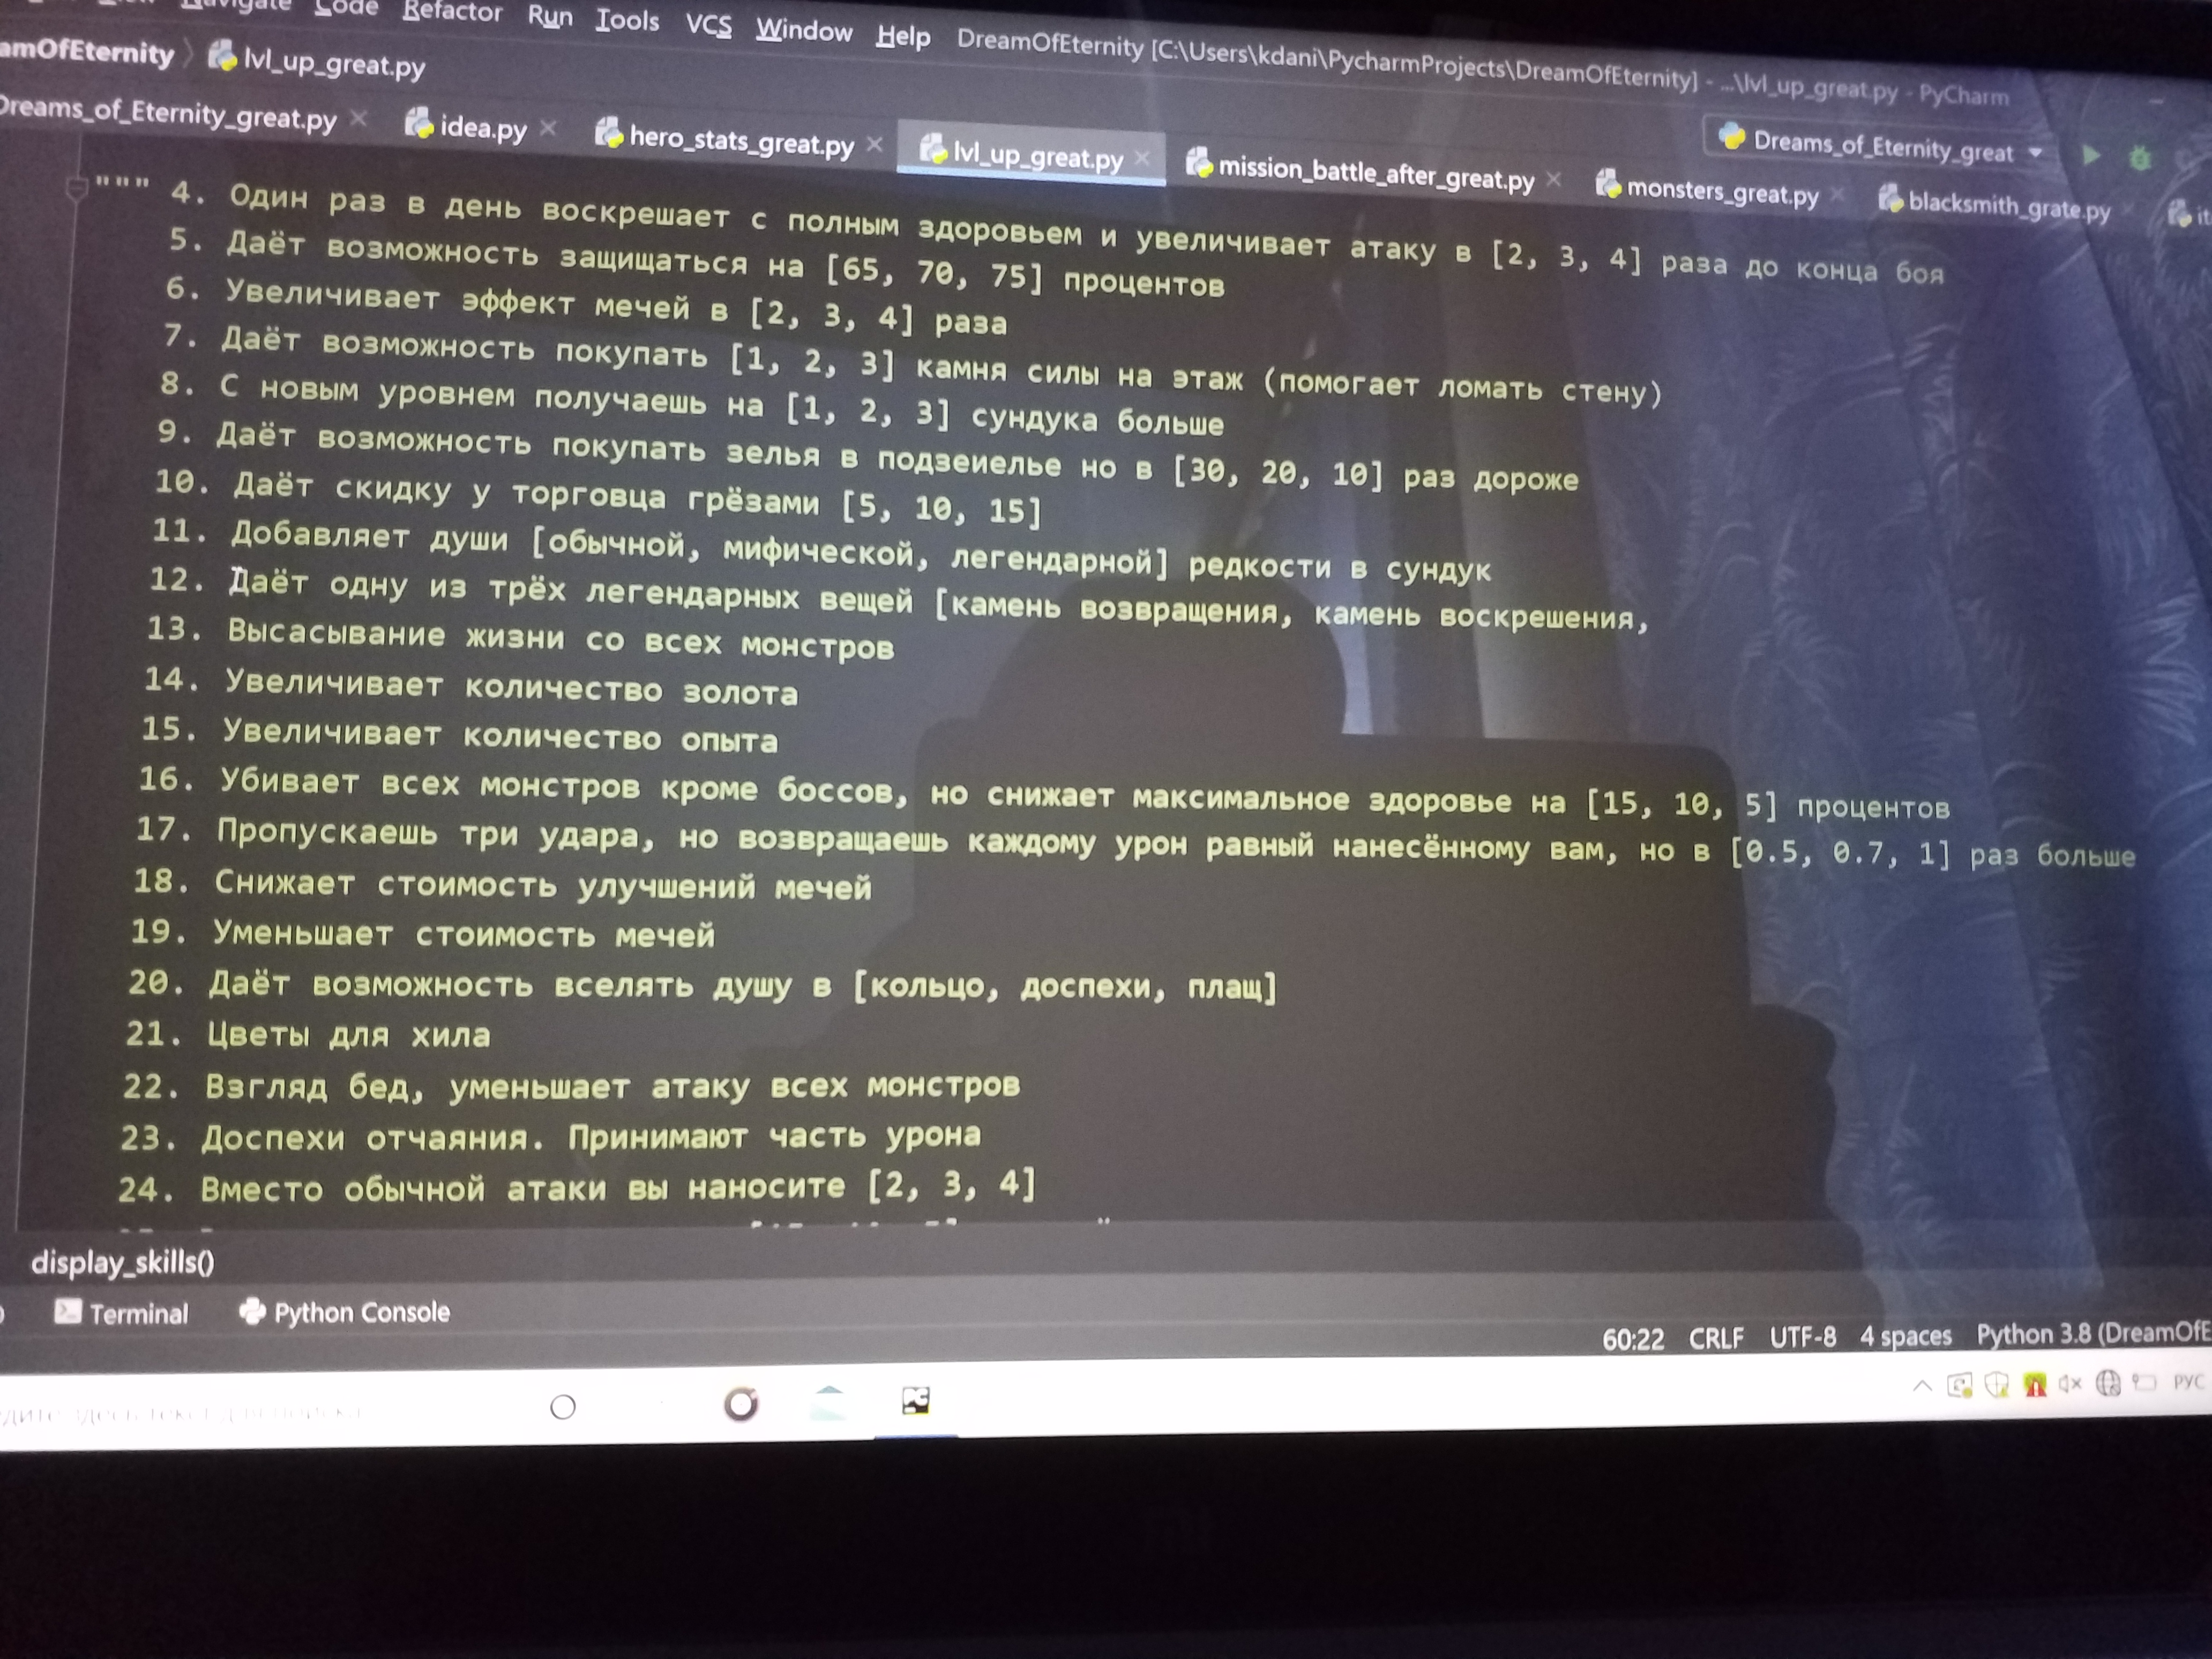 Navigate Code Refactor Run Tools VCS Window Help DreamOfEternity [C:\Users\kdani\PycharmProjects\DreamOfEternity] - ...\lvl_up_great.py - PyCharm
amOfEternity lvl_up_great.py
Dreams_of_Eternity_great
Dreams_of_Eternity_great.py idea.py hero_stats_great.py lvl_up_great.py mission_battle_after_great.py monsters_great.py blacksmith_grate.py it
""" 4. Один раз в день воскрешает с полным здоровьем и увеличивает атаку в [2, 3, 4] раза до конца боя
5. Даёт возможность защищаться на [65, 70, 75] процентов
6. Увеличивает эффект мечей в [2, 3, 4] раза
7. Даёт возможность покупать [1, 2, 3] камня силы на этаж (помогает ломать стену)
8. С новым уровнем получаешь на [1, 2, 3] сундука больше
9. Даёт возможность покупать зелья в подзеиелье но в [30, 20, 10] раз дороже
10. Даёт скидку у торговца грёзами [5, 10, 15]
11. Добавляет души [обычной, мифической, легендарной] редкости в сундук
12. Даёт одну из трёх легендарных вещей [камень возвращения, камень воскрешения,
13. Высасывание жизни со всех монстров
14. Увеличивает количество золота
15. Увеличивает количество опыта
16. Убивает всех монстров кроме боссов, но снижает максимальное здоровье на [15, 10, 5] процентов
17. Пропускаешь три удара, но возвращаешь каждому урон равный нанесённому вам, но в [0.5, 0.7, 1] раз больше
18. Снижает стоимость улучшений мечей
19. Уменьшает стоимость мечей
20. Даёт возможность вселять душу в [кольцо, доспехи, плащ]
21. Цветы для хила
22. Взгляд бед, уменьшает атаку всех монстров
23. Доспехи отчаяния. Принимают часть урона
24. Вместо обычной атаки вы наносите [2, 3, 4]
display_skills()
Terminal Python Console
60:22 CRLF UTF-8 4 spaces Python 3.8 (DreamOfE
РУС